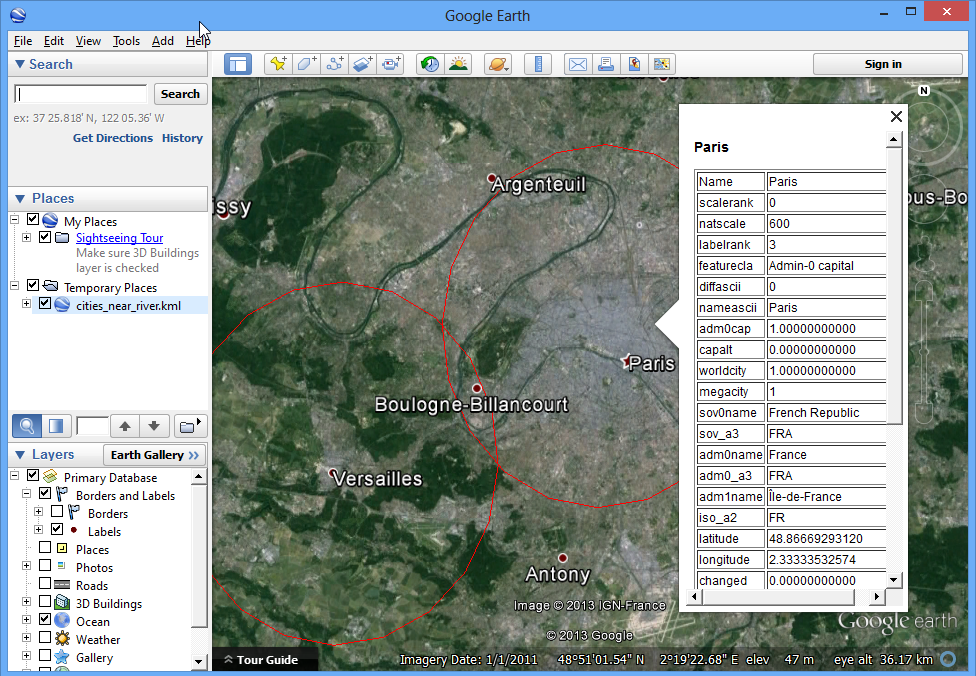 Google Earth
File Edit View Tools Add Help
Search
Search
ex: 37 25.818' N, 122 05.36' W
Get Directions History
Places
My Places
Sightseeing Tour
Make sure 3D Buildings
layer is checked
Temporary Places
cities_near_river.kml
Layers
Earth Gallery »
Primary Database
Borders and Labels
Borders
Labels
Places
Photos
Roads
3D Buildings
Ocean
Weather
Gallery
Sign in
N
Argenteuil
ssy
ous-Bo
Paris
Boulogne-Billancourt
Versailles
Antony
Paris
Name Paris
scalerank 0
natscale 600
labelrank 3
featurecla Admin-0 capital
diffascii 0
nameascii Paris
adm0cap 1.00000000000
capalt 0.00000000000
worldcity 1.00000000000
megacity 1
sov0name French Republic
sov_a3 FRA
adm0name France
adm0_a3 FRA
adm1name Île-de-France
iso_a2 FR
latitude 48.86669293120
longitude 2.33333532574
changed 0.00000000000
Image © 2013 IGN-France
© 2013 Google
Google earth
Tour Guide
Imagery Date: 1/1/2011 48°51'01.54" N 2°19'22.68" E elev 47 m eye alt 36.17 km